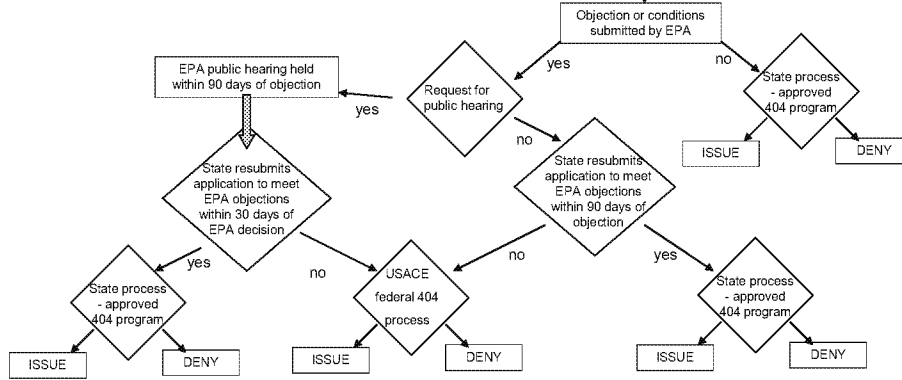 Objection or conditions
submitted by EPA
yes
no
EPA public hearing held
within 90 days of objection
yes
Request for
public hearing
no
State process
- approved
404 program
ISSUE
DENY
State resubmits
application to meet
EPA objections
within 30 days of
EPA decision
State resubmits
application to meet
EPA objections
within 90 days of
objection
yes
no
no
yes
State process
- approved
404 program
ISSUE
DENY
USACE
federal 404
process
ISSUE
DENY
State process
- approved
404 program
ISSUE
DENY